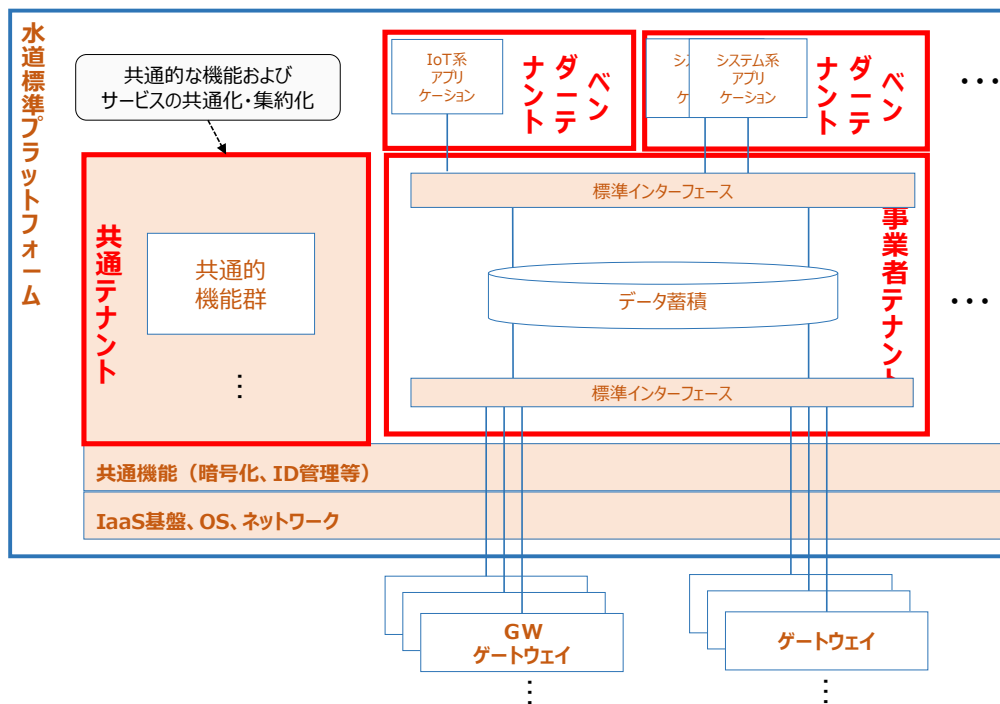 水道標準プラットフォーム
共通的な機能および
サービスの共通化・集約化
IoT系
アプリ
ケーション
ベン
ダーテ
ナント
シス
ケ
システム系
アプリ
ケーション
ベン
ダーテ
ナント
…
共通テナント
共通的
機能群
⋮
標準インターフェース
データ蓄積
標準インターフェース
事業者テナント
…
共通機能（暗号化、ID管理等）
IaaS基盤、OS、ネットワーク
GW
ゲートウェイ
⋮
ゲートウェイ
⋮